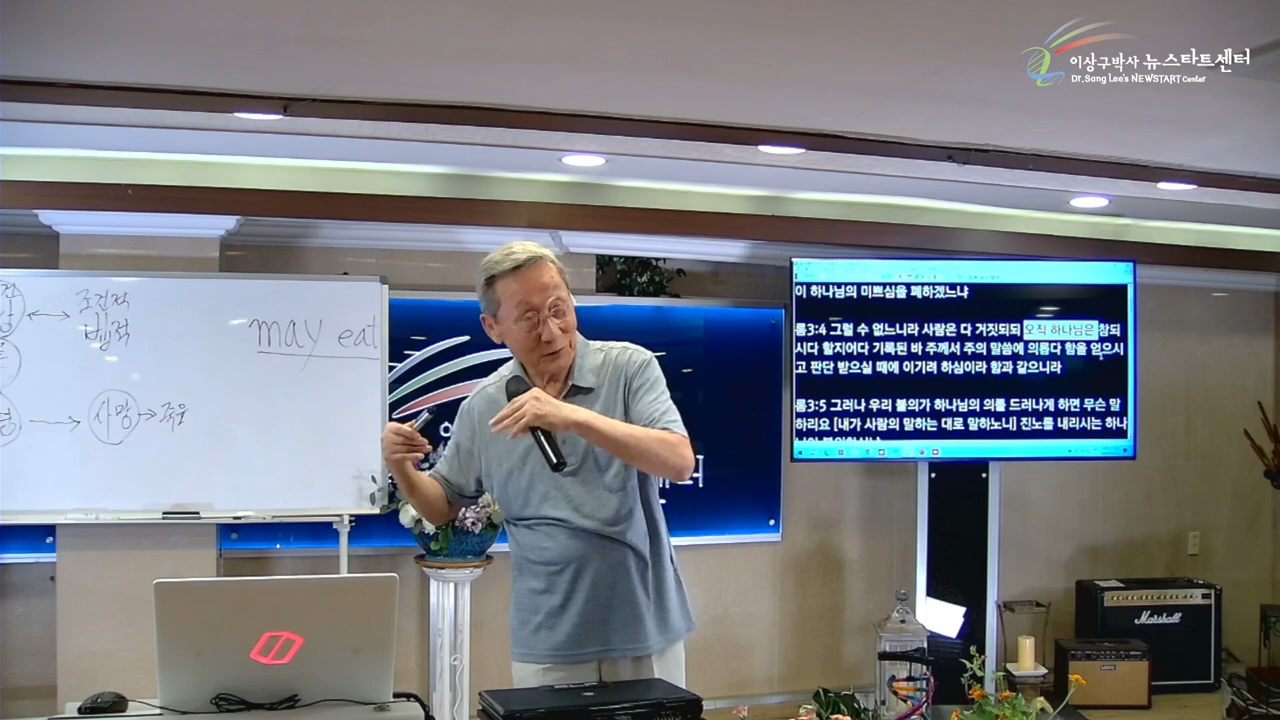 이상구박사 뉴스타트센터
Dr. Sang Lee's NEWSTART Center
조건적
법적
may eat
사망
이 하나님의 미쁘심을 폐하겠느냐
롬3:4 그럴 수 없느니라 사람은 다 거짓되되 오직 하나님은 참되
시다 할지어다 기록된 바 주께서 주의 말씀에 의롭다 함을 얻으시
고 판단 받으실 때에 이기려 하심이라 함과 같으니라
롬3:5 그러나 우리 불의가 하나님의 의를 드러나게 하면 무슨 말
하리요 [내가 사람의 말하는 대로 말하노니] 진노를 내리시는 하나
Marshall